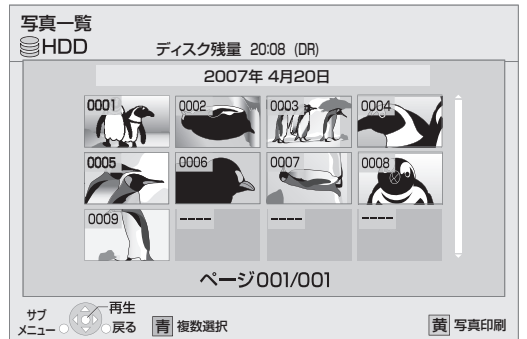 写真一覧
HDD ディスク残量 20:08 (DR)
2007年 4月20日
0001 0002 0003 0004
0005 0006 0007 0008
0009 ---- ---- ----
ページ001/001
サブメニュー 再生 戻る 青 複数選択 黄 写真印刷